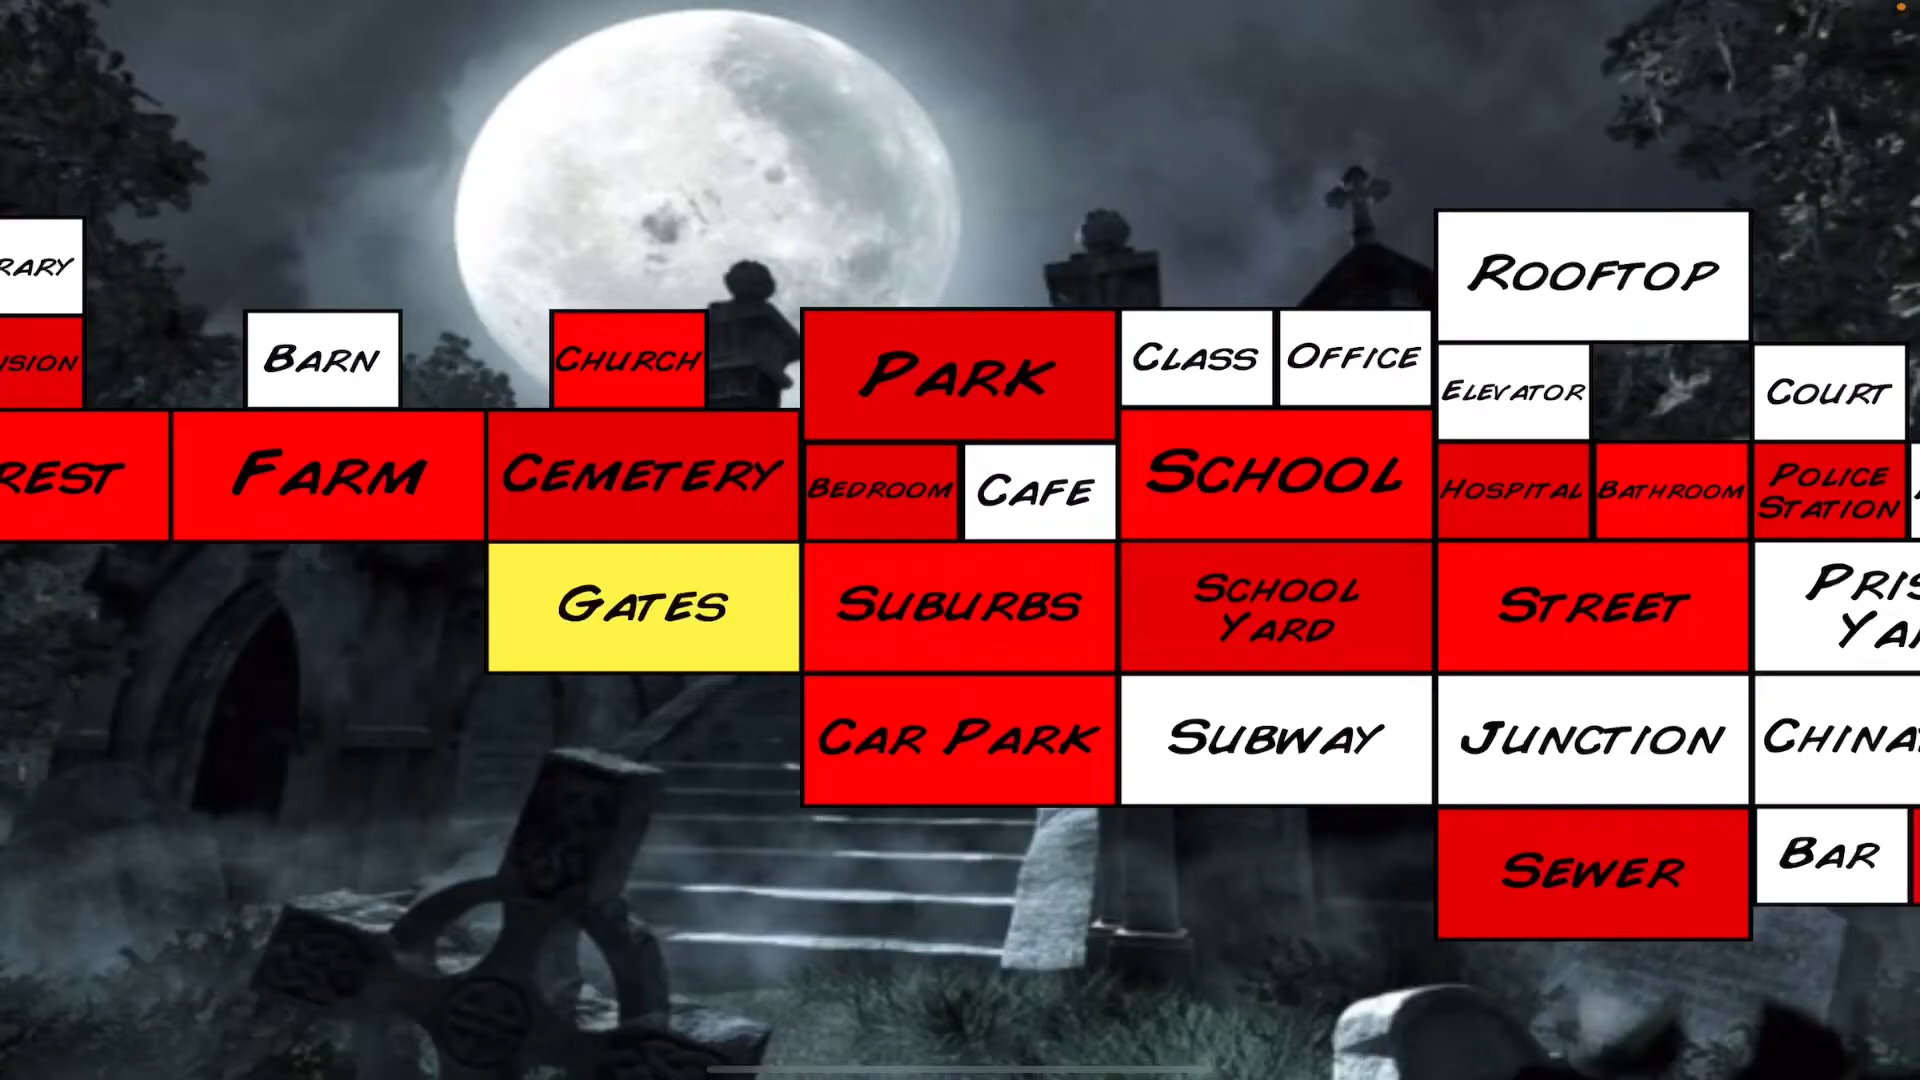 ROOFTOP
BARN
CHURCH
PARK
CLASS
OFFICE
ELEVATOR
COURT
FARM
CEMETERY
BEDROOM
CAFE
SCHOOL
HOSPITAL
BATHROOM
POLICE
STATION
GATES
SUBURBS
SCHOOL
YARD
STREET
CAR PARK
SUBWAY
JUNCTION
SEWER
BAR